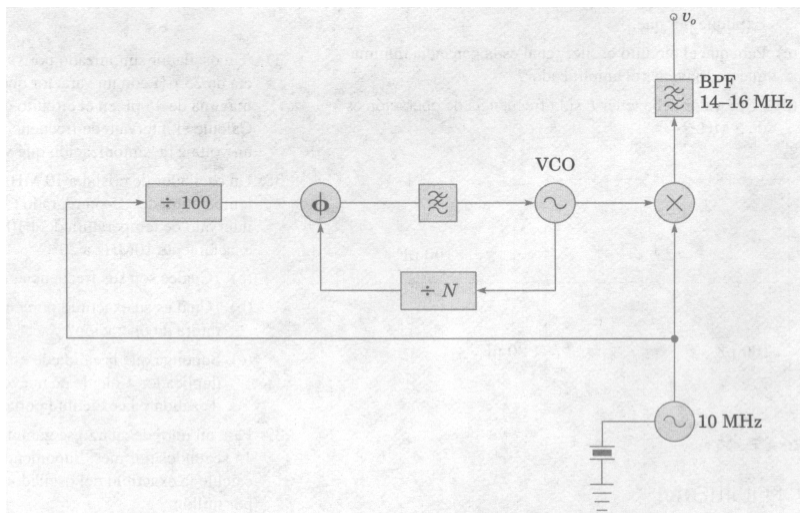 vₒ
BPF
14–16 MHz
VCO
÷ 100
ϕ
×
÷ N
10 MHz